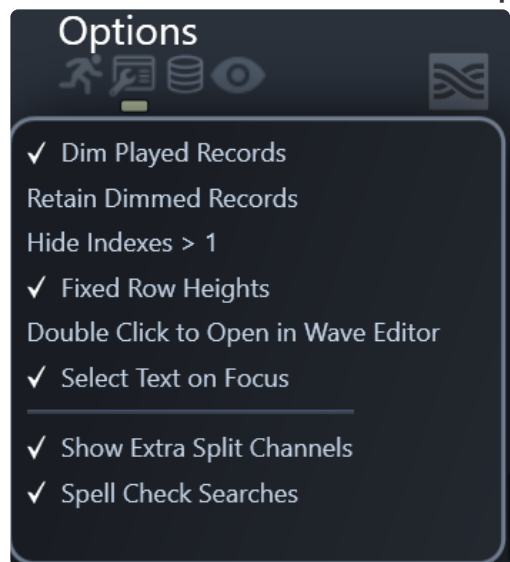 Options
✓ Dim Played Records
Retain Dimmed Records
Hide Indexes > 1
✓ Fixed Row Heights
Double Click to Open in Wave Editor
✓ Select Text on Focus
✓ Show Extra Split Channels
✓ Spell Check Searches